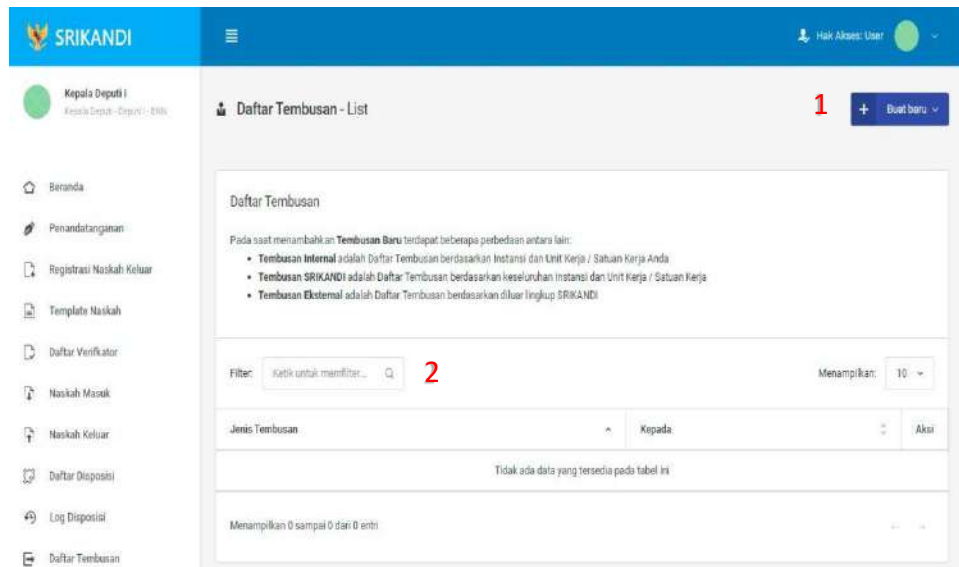 SRIKANDI
Hak Akses: User
Kepala Deputi I
Kepala Deputi - Deputi I - BNN
Daftar Tembusan - List
1
+ Buat baru
Beranda
Penandatanganan
Registrasi Naskah Keluar
Template Naskah
Daftar Verifkator
Naskah Masuk
Naskah Keluar
Daftar Disposisi
Log Disposisi
Daftar Tembusan
Daftar Tembusan
Pada saat menambahkan Tembusan Baru terdapat beberapa perbedaan antara lain:
• Tembusan Internal adalah Daftar Tembusan berdasarkan Instansi dan Unit Kerja / Satuan Kerja Anda
• Tembusan SRIKANDI adalah Daftar Tembusan berdasarkan keseluruhan Instansi dan Unit Kerja / Satuan Kerja
• Tembusan Eksternal adalah Daftar Tembusan berdasarkan diluar lingkup SRIKANDI
Filter: Ketik untuk memfilter... 2 Menampilkan: 10
Jenis Tembusan Kepada Aksi
Tidak ada data yang tersedia pada tabel ini
Menampilkan 0 sampai 0 dari 0 entri